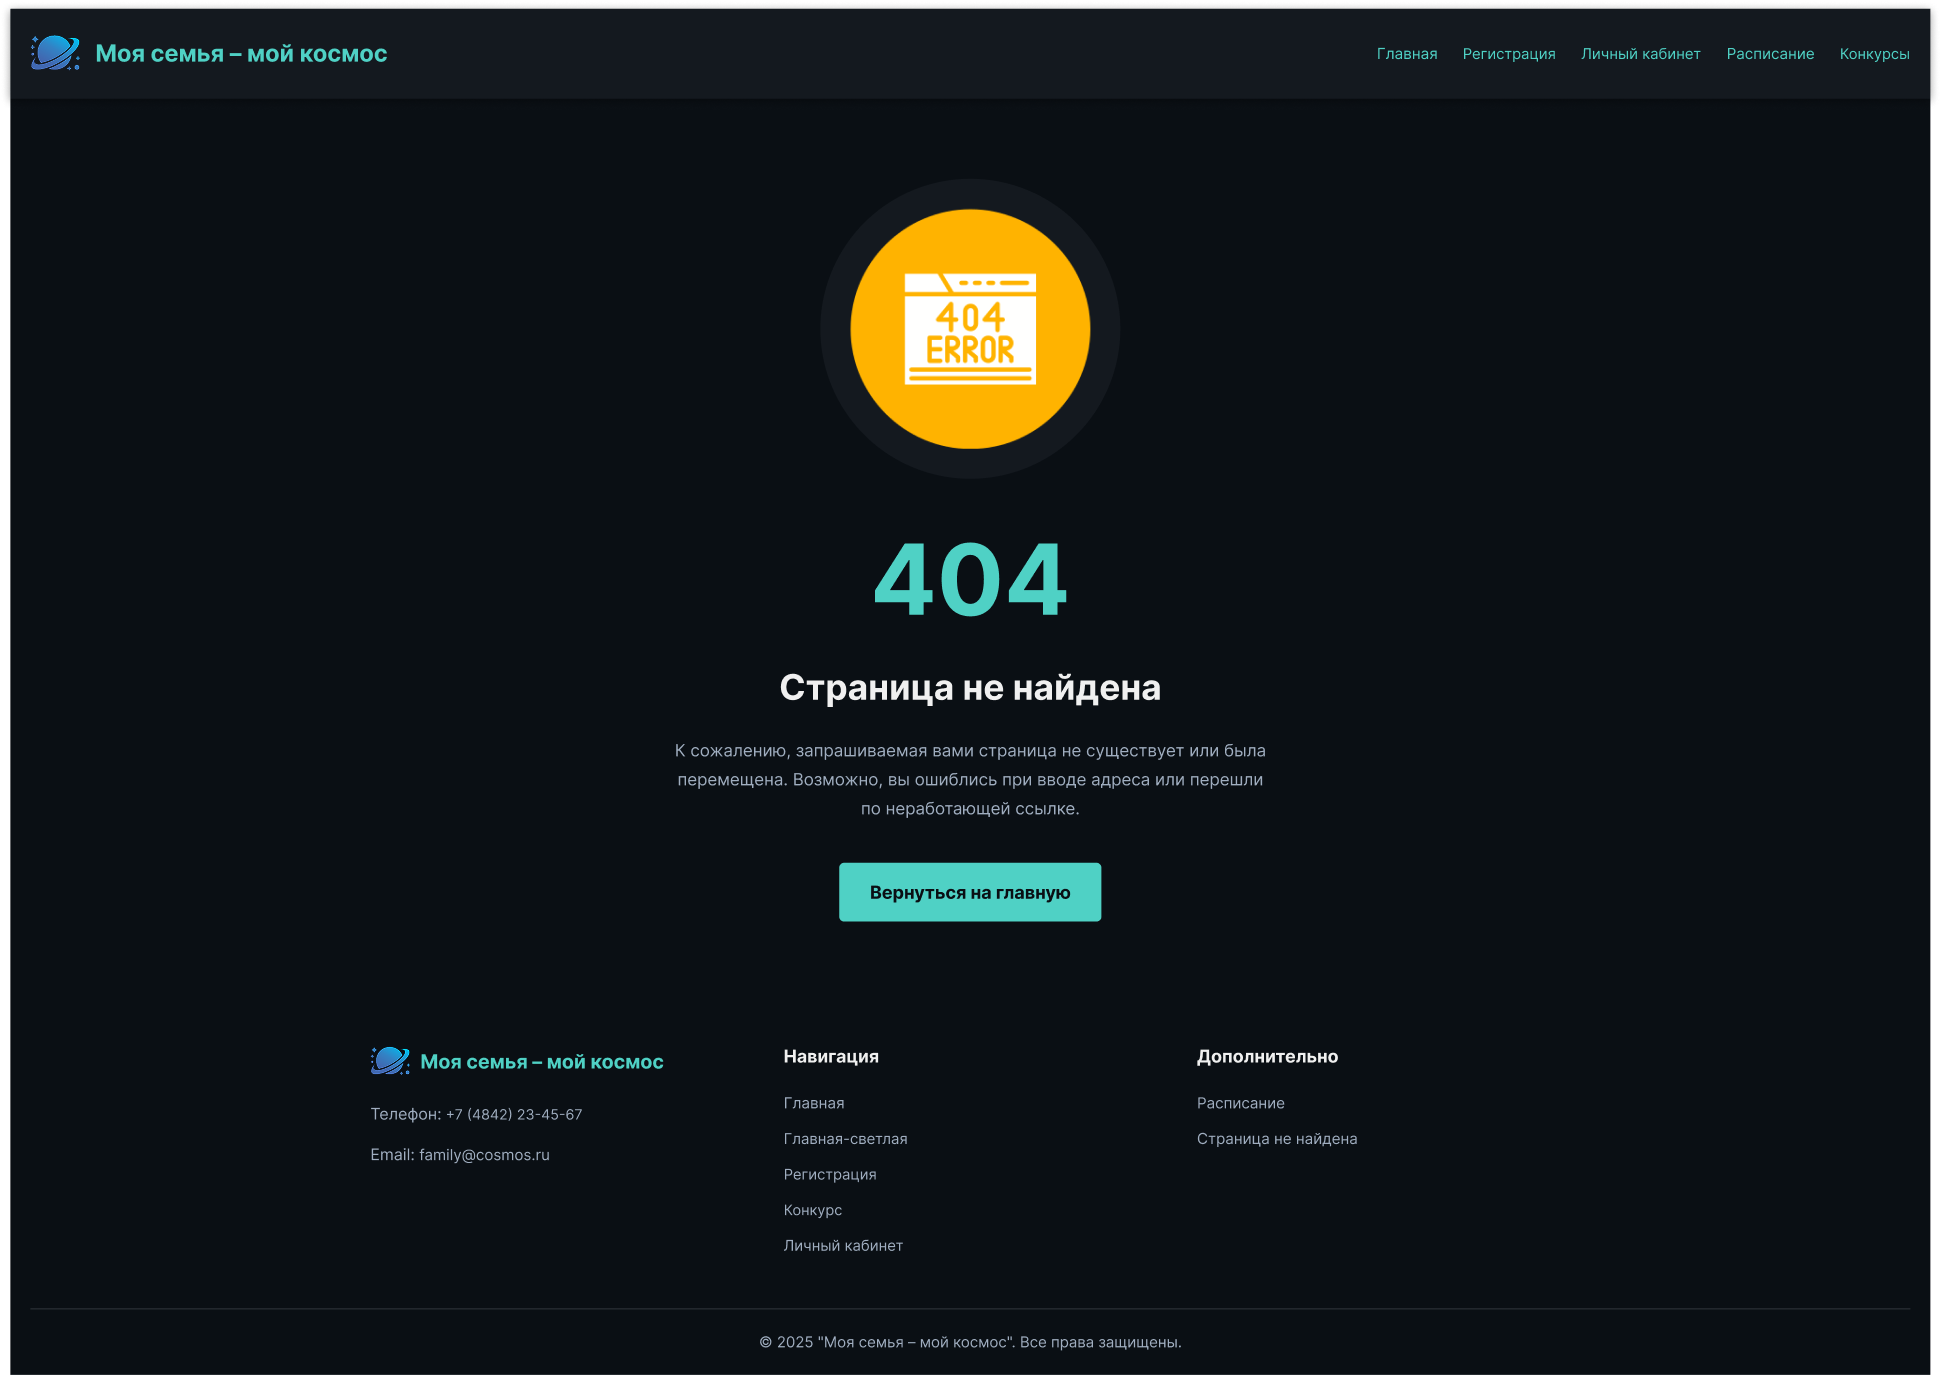 Моя семья – мой космос
Главная
Регистрация
Личный кабинет
Расписание
Конкурсы
404
ERROR
404
Страница не найдена
К сожалению, запрашиваемая вами страница не существует или была
перемещена. Возможно, вы ошиблись при вводе адреса или перешли
по неработающей ссылке.
Вернуться на главную
Моя семья – мой космос
Телефон: +7 (4842) 23-45-67
Email: family@cosmos.ru
Навигация
Главная
Главная-светлая
Регистрация
Конкурс
Личный кабинет
Дополнительно
Расписание
Страница не найдена
© 2025 "Моя семья – мой космос". Все права защищены.